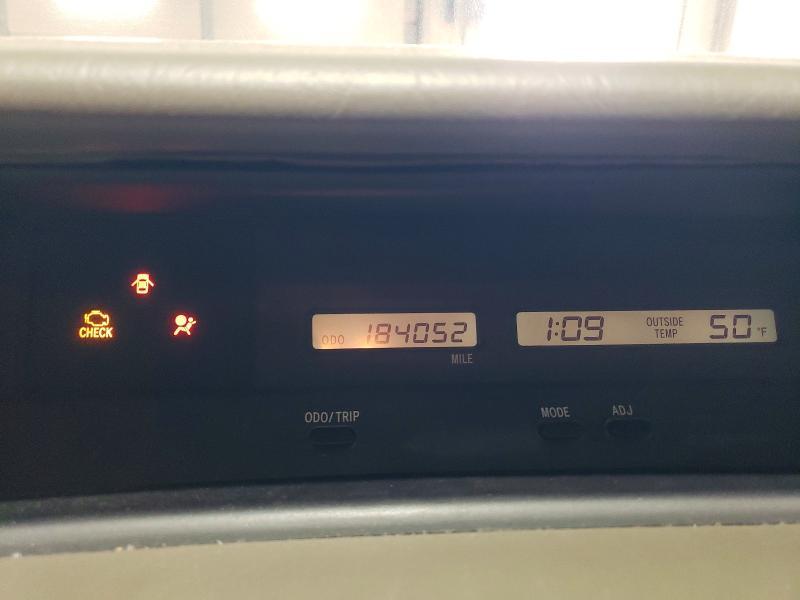 CHECK
ODO 184052
MILE
1:09 OUTSIDE TEMP 50 °F
ODO/TRIP
MODE ADJ